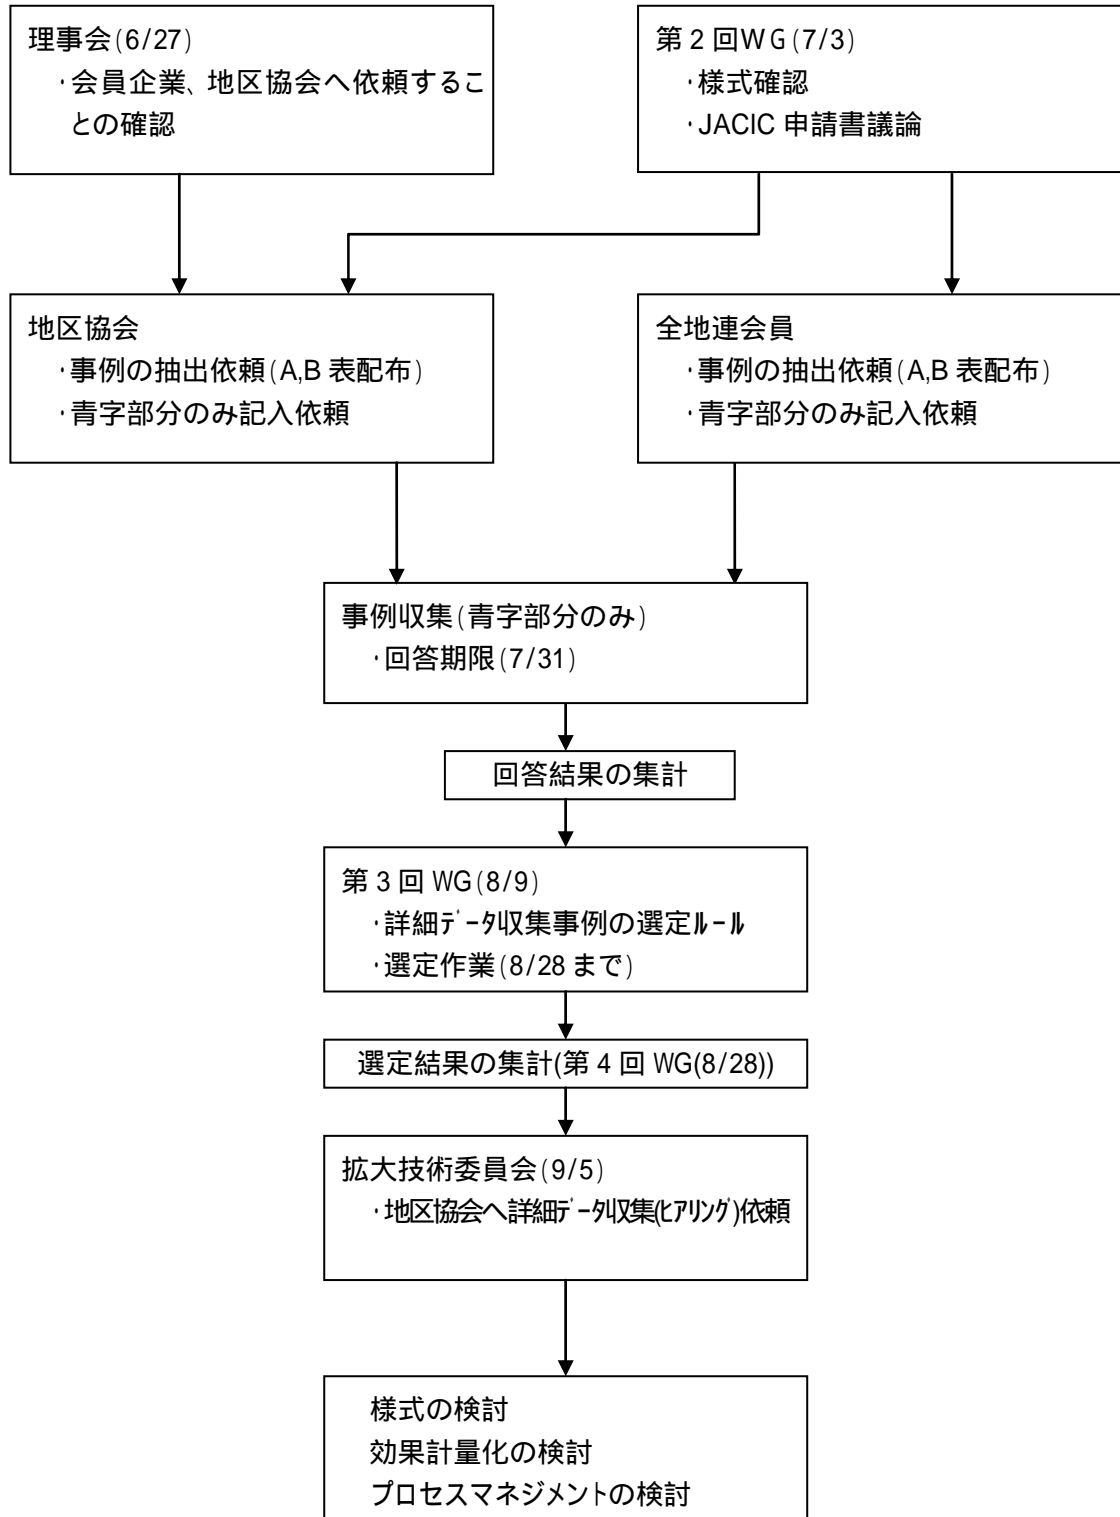 理事会(6/27)
・会員企業、地区協会へ依頼するこ
との確認
第2回WG(7/3)
・様式確認
・JACIC 申請書議論
地区協会
・事例の抽出依頼(A,B 表配布)
・青字部分のみ記入依頼
全地連会員
・事例の抽出依頼(A,B 表配布)
・青字部分のみ記入依頼
事例収集(青字部分のみ)
・回答期限(7/31)
回答結果の集計
第3回 WG(8/9)
・詳細ﾃﾞｰﾀ収集事例の選定ﾙｰﾙ
・選定作業(8/28 まで)
選定結果の集計(第4回 WG(8/28))
拡大技術委員会(9/5)
・地区協会へ詳細ﾃﾞｰﾀ収集(ﾋｱﾘﾝｸﾞ)依頼
様式の検討
効果計量化の検討
プロセスマネジメントの検討